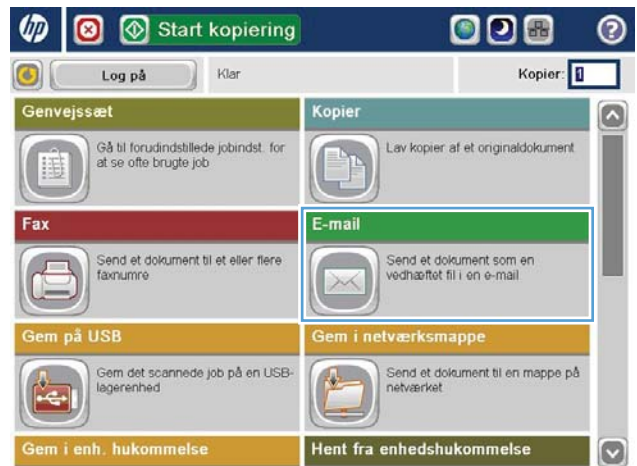 hp Start kopiering ?
Log på Klar Kopier: 1
Genvejssæt
Gå til forudindstillede jobindst. for
at se ofte brugte job
Kopier
Lav kopier af et originaldokument
Fax
Send et dokument til et eller flere
faxnumre
E-mail
Send et dokument som en
vedhæftet fil i en e-mail
Gem på USB
Gem det scannede job på en USB-
lagerenhed
Gem i netværksmappe
Send et dokument til en mappe på
netværket
Gem i enh. hukommelse
Hent fra enhedshukommelse